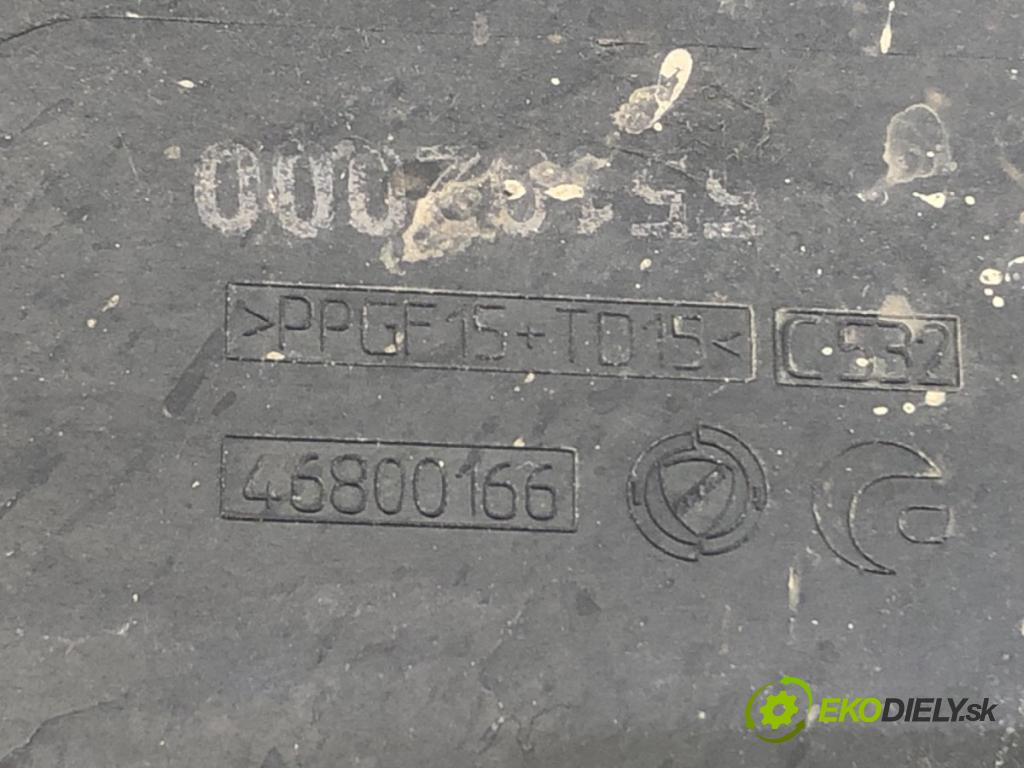 >PPGF15+TD15< C532
46800166
EKODIELY.sk